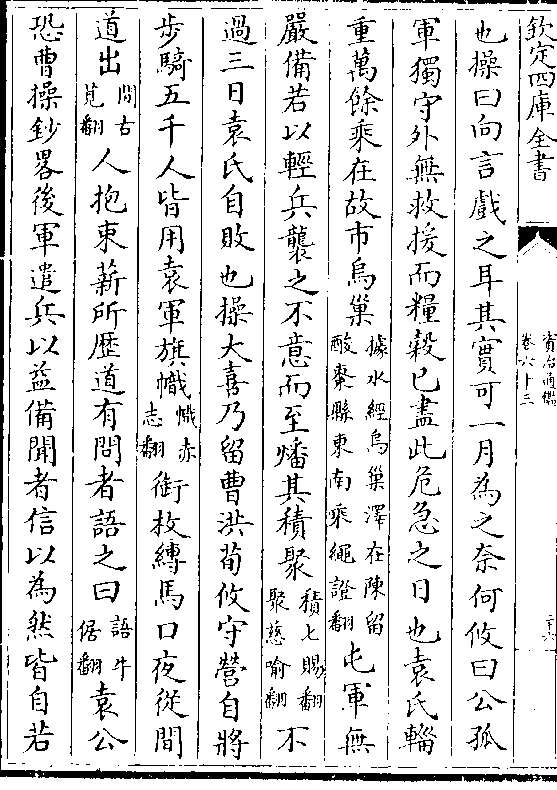 欽定四庫全書
資治通鑑
卷六十三
也操曰向言戲之耳其實可一月為之奈何攸曰公孤
軍獨守外無救援而糧穀已盡此危急之日也袁氏輜
重萬餘乘在故市烏巢據水經烏巢澤在陳留酸棗縣東南乘繩證翻屯軍無
嚴備若以輕兵襲之不意而至燔其積聚積七賜翻聚慈喻翻不
過三日袁氏自敗也操大喜乃留曹洪荀攸守營自將
步騎五千人皆用袁軍旗幟幟赤志翻銜枚縳馬口夜從間
道出間古莧翻人抱束薪所歷道有問者語之曰語牛倨翻袁公
恐曹操鈔畧後軍遣兵以益備聞者信以為然皆自若